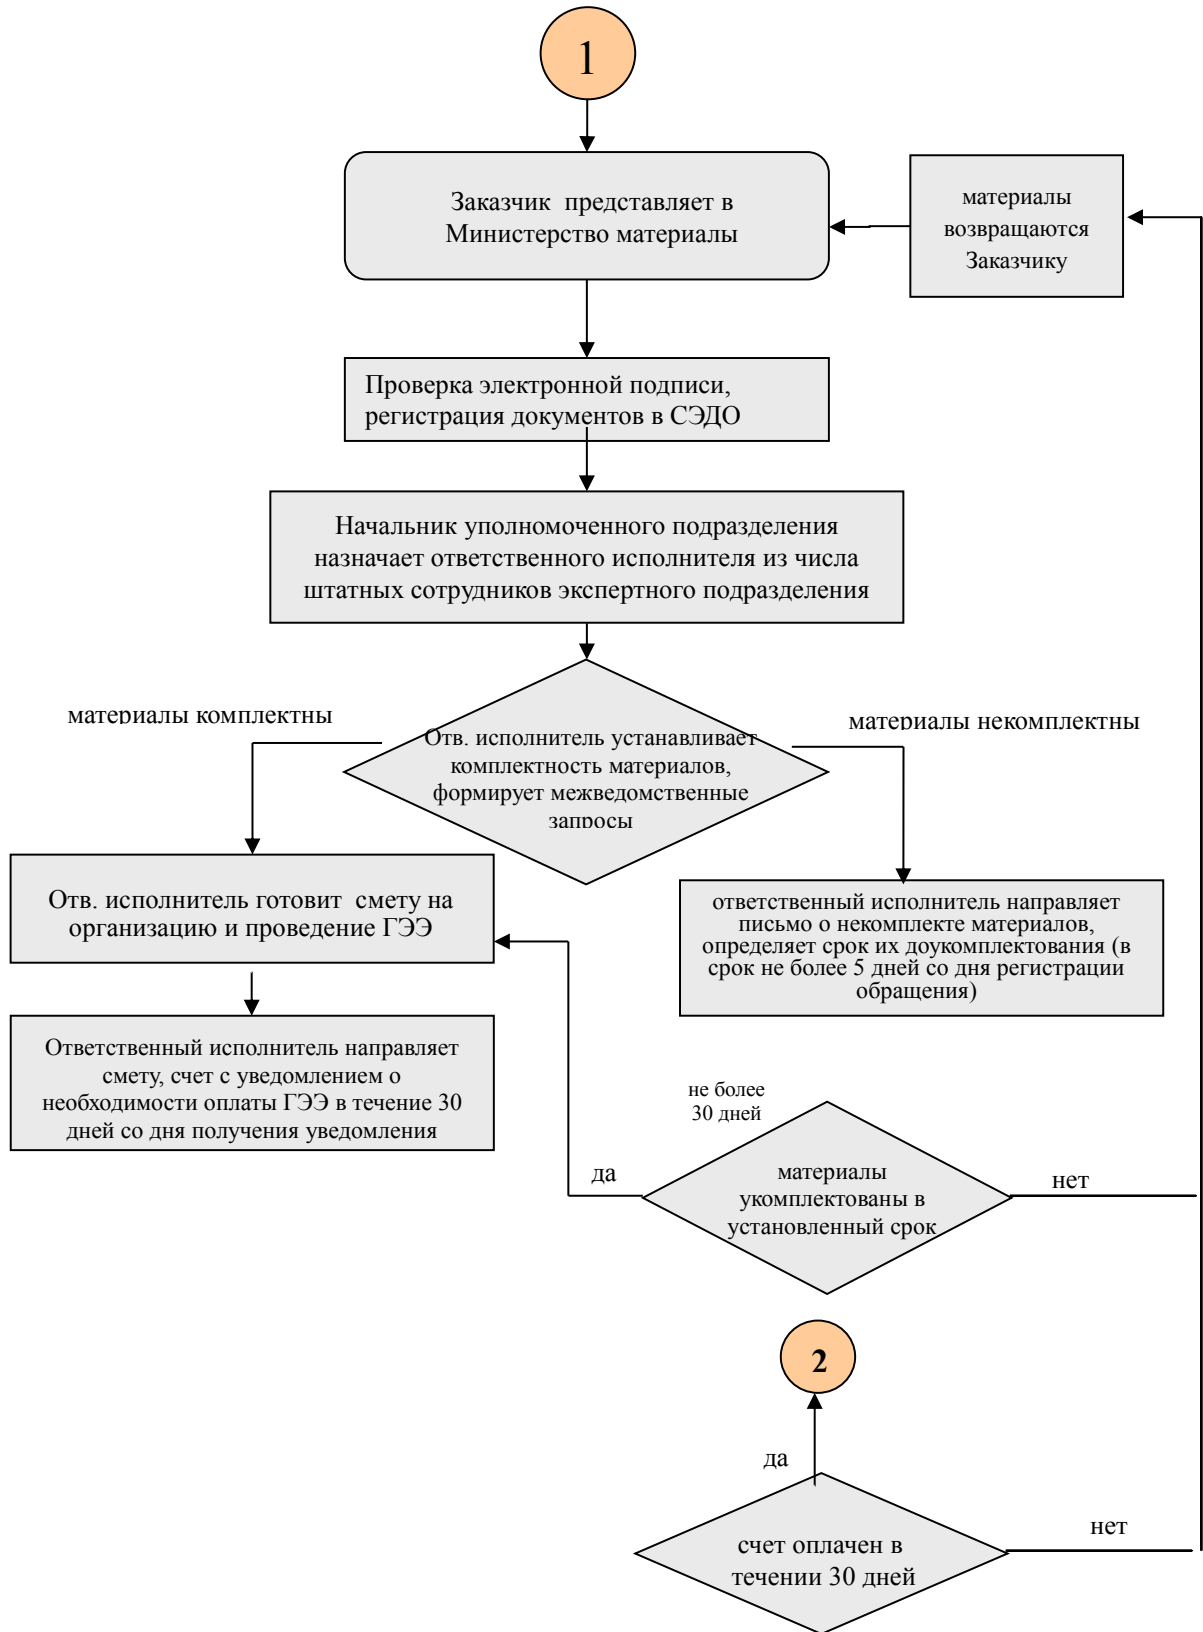 1
Заказчик представляет в
Министерство материалы
материалы
возвращаются
Заказчику
Проверка электронной подписи,
регистрация документов в СЭДО
Начальник уполномоченного подразделения
назначает ответственного исполнителя из числа
штатных сотрудников экспертного подразделения
материалы комплектны
материалы некомплектны
Отв. исполнитель устанавливает
комплектность материалов,
формирует межведомственные
запросы
Отв. исполнитель готовит смету на
организацию и проведение ГЭЭ
ответственный исполнитель направляет
письмо о некомплекте материалов,
определяет срок их доукомплектования (в
срок не более 5 дней со дня регистрации
обращения)
Ответственный исполнитель направляет
смету, счет с уведомлением о
необходимости оплаты ГЭЭ в течение 30
дней со дня получения уведомления
не более
30 дней
да
материалы
укомплектованы в
установленный срок
нет
2
да
счет оплачен в
течении 30 дней
нет